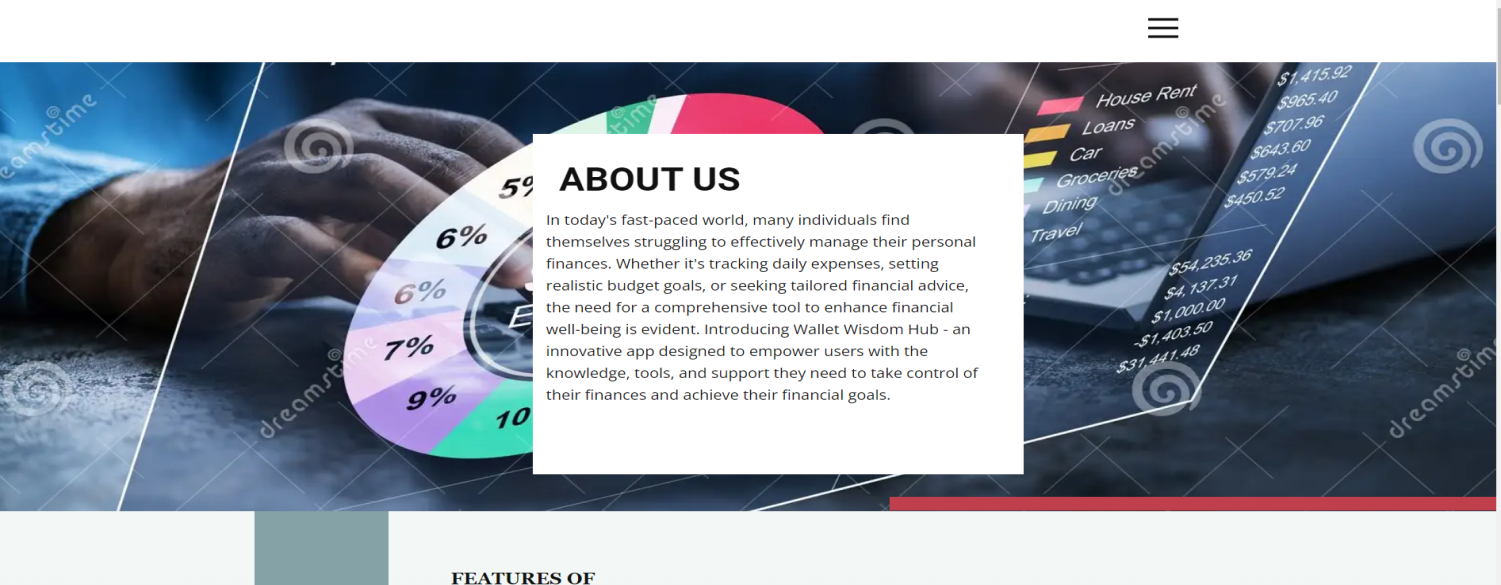 ABOUT US
In today's fast-paced world, many individuals find
themselves struggling to effectively manage their personal
finances. Whether it's tracking daily expenses, setting
realistic budget goals, or seeking tailored financial advice,
the need for a comprehensive tool to enhance financial
well-being is evident. Introducing Wallet Wisdom Hub - an
innovative app designed to empower users with the
knowledge, tools, and support they need to take control of
their finances and achieve their financial goals.
5%
6%
6%
7%
9%
10
E
House Rent
Loans
Car
Groceries
Dining
Travel
$1,415.92
$965.40
$707.96
$643.60
$579.24
$450.52
$54,235.36
$4,137.31
$1,000.00
-$1,403.50
$31,441.48
dreamstime
dreamstime
dreamstime
dreamstime
FEATURES OF